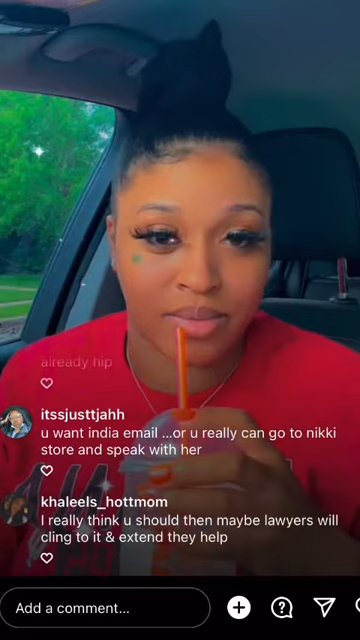 already hip
itssjusttjahh
u want india email ...or u really can go to nikki
store and speak with her
khaleels_hottmom
I really think u should then maybe lawyers will
cling to it & extend they help
Add a comment...